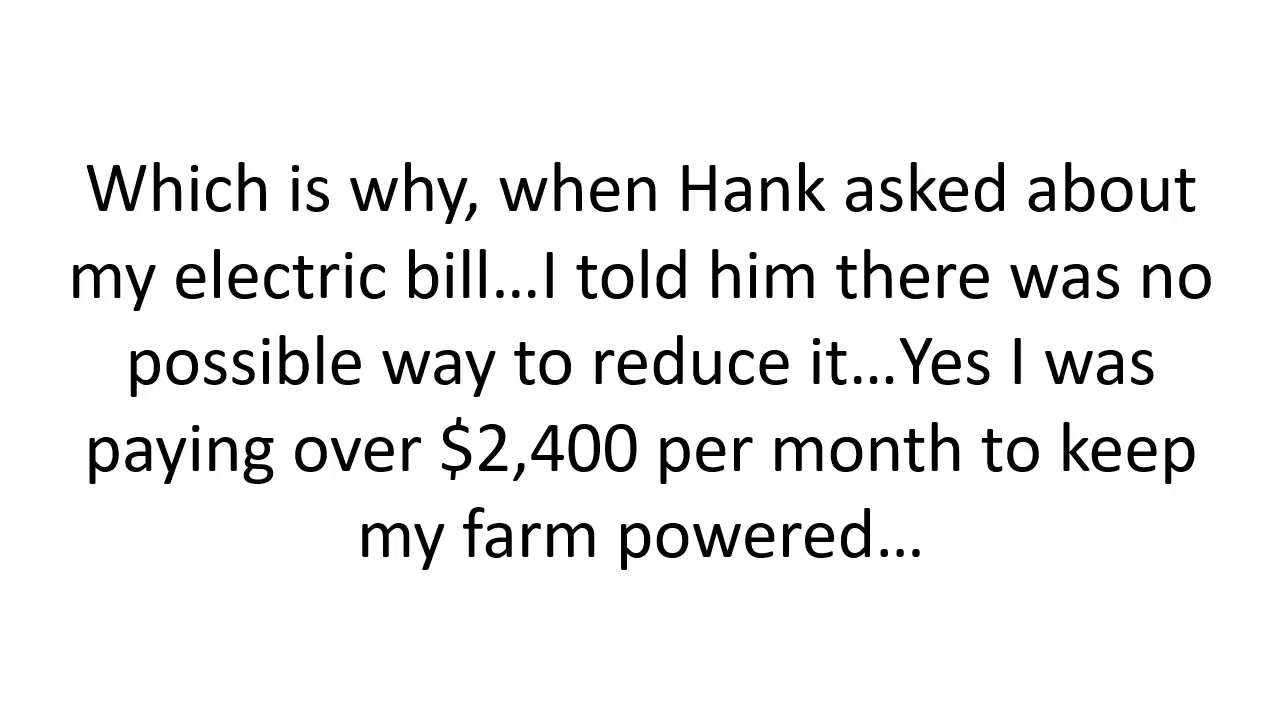 Which is why, when Hank asked about
my electric bill…I told him there was no
possible way to reduce it…Yes I was
paying over $2,400 per month to keep
my farm powered…